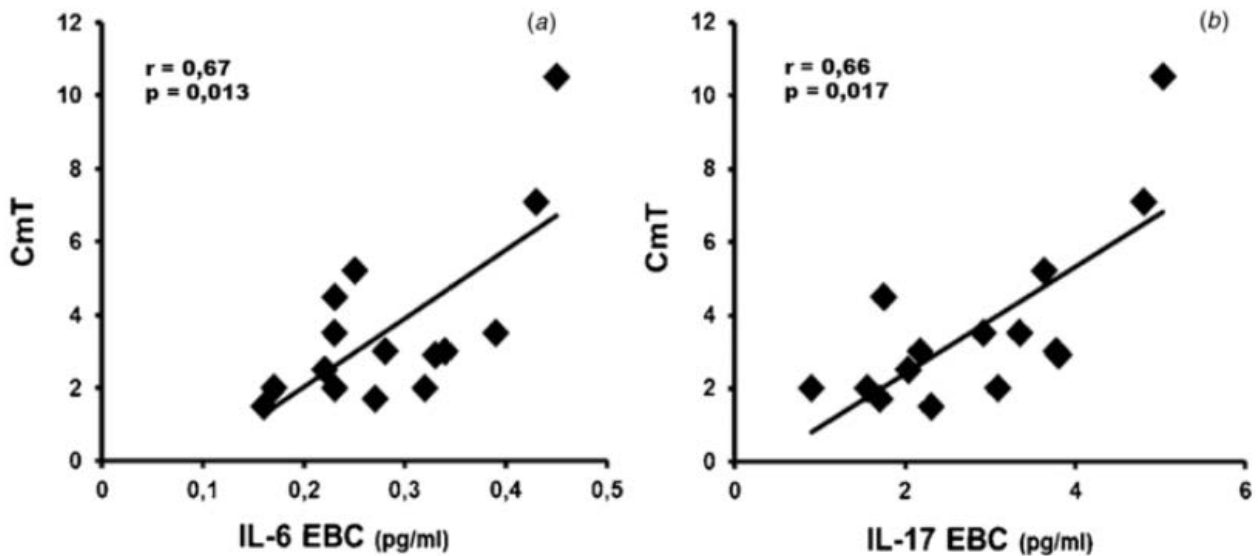 (a)
r = 0,67
p = 0,013
12
10
8
6
4
2
0
CmT
0 0,1 0,2 0,3 0,4 0,5
IL-6 EBC (pg/ml)
(b)
r = 0,66
p = 0,017
12
10
8
6
4
2
0
CmT
0 2 4 6
IL-17 EBC (pg/ml)